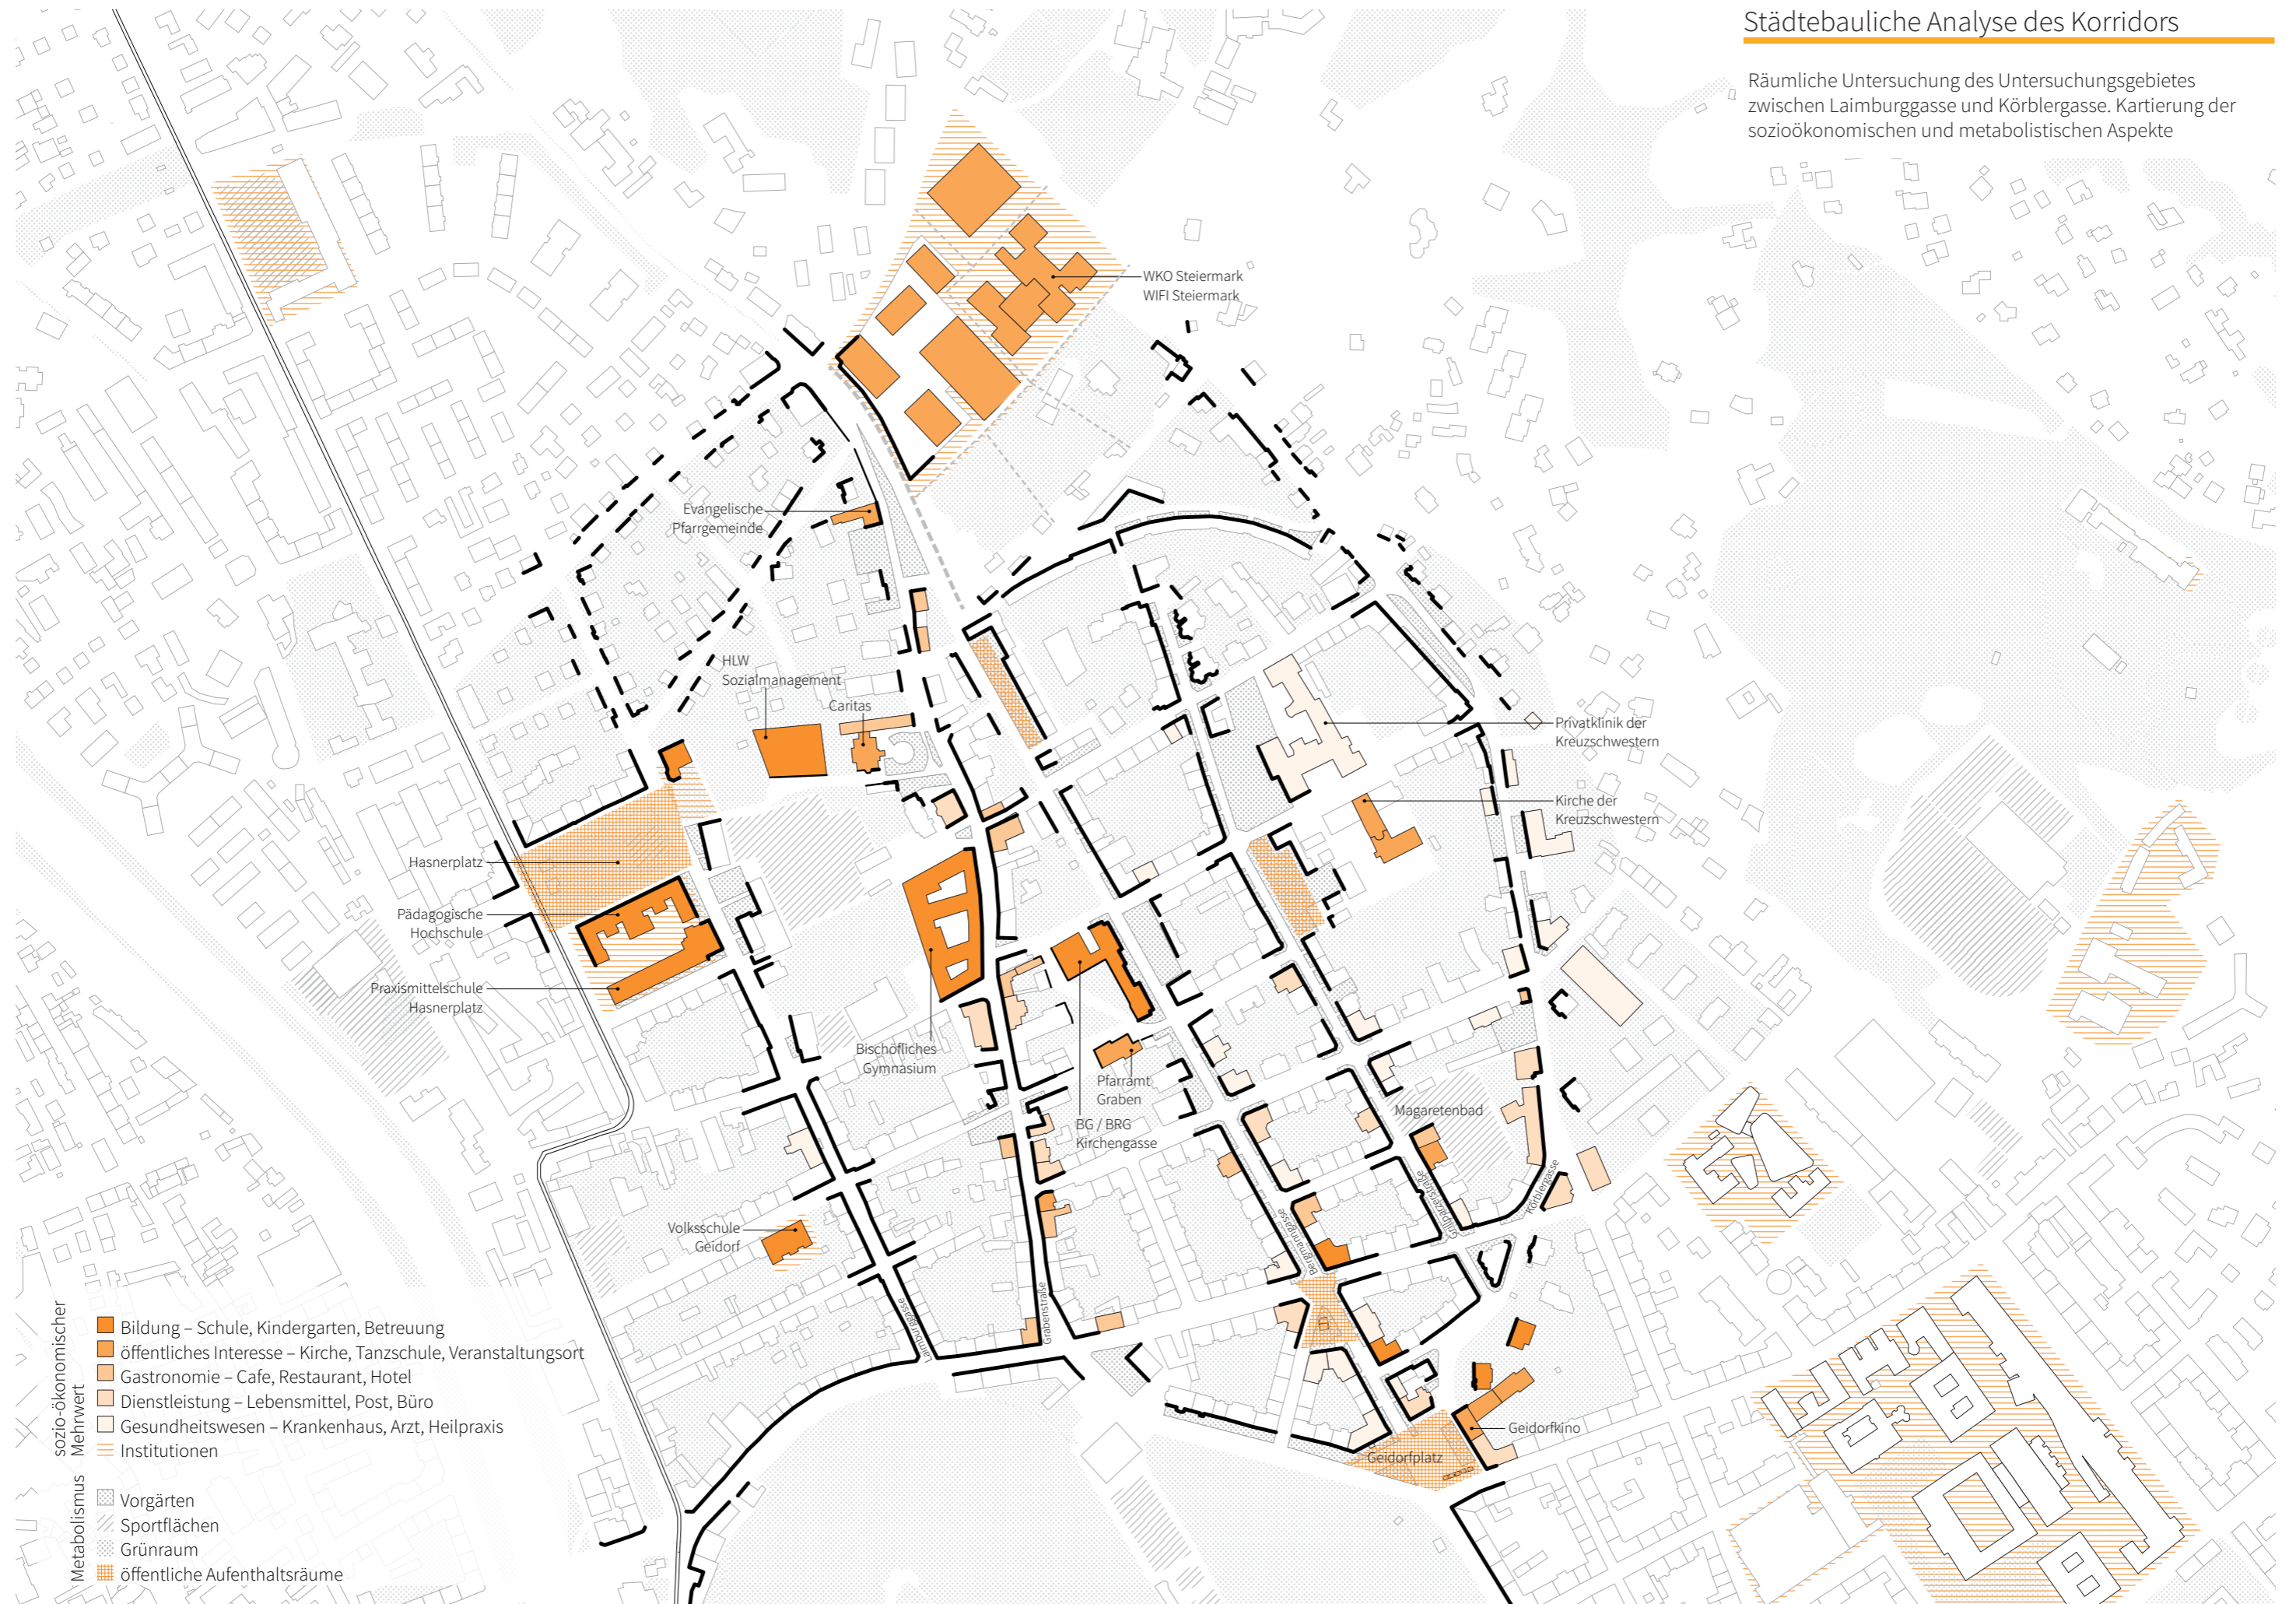 Städtebauliche Analyse des Korridors
Räumliche Untersuchung des Untersuchungsgebietes
zwischen Laimburggasse und Körblergasse. Kartierung der
sozioökonomischen und metabolistischen Aspekte
WKO Steiermark
WIFI Steiermark
Evangelische
Pfarrgemeinde
HLW
Sozialmanagement
Caritas
Privatklinik der
Kreuzschwestern
Kirche der
Kreuzschwestern
Hasnerplatz
Pädagogische
Hochschule
Praxismittelschule
Hasnerplatz
Bischöfliches
Gymnasium
Pfarramt
Graben
BG / BRG
Kirchengasse
Magaretenbad
Volksschule
Geidorf
Laimburggasse
Grabenstraße
Bergmanngasse
Grillparzerstraße
Körblergasse
Geidorfkino
Geidorfplatz
sozio-ökonomischer
Mehrwert
Bildung – Schule, Kindergarten, Betreuung
öffentliches Interesse – Kirche, Tanzschule, Veranstaltungsort
Gastronomie – Cafe, Restaurant, Hotel
Dienstleistung – Lebensmittel, Post, Büro
Gesundheitswesen – Krankenhaus, Arzt, Heilpraxis
Institutionen
Metabolismus
Vorgärten
Sportflächen
Grünraum
öffentliche Aufenthaltsräume